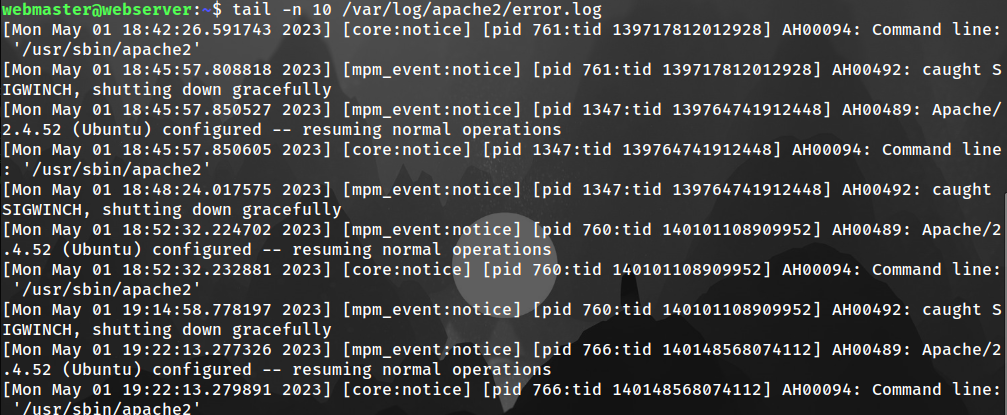 webmaster@webserver:~$ tail -n 10 /var/log/apache2/error.log
[Mon May 01 18:42:26.591743 2023] [core:notice] [pid 761:tid 139717812012928] AH00094: Command line:
 '/usr/sbin/apache2'
[Mon May 01 18:45:57.808818 2023] [mpm_event:notice] [pid 761:tid 139717812012928] AH00492: caught S
IGWINCH, shutting down gracefully
[Mon May 01 18:45:57.850527 2023] [mpm_event:notice] [pid 1347:tid 139764741912448] AH00489: Apache/
2.4.52 (Ubuntu) configured -- resuming normal operations
[Mon May 01 18:45:57.850605 2023] [core:notice] [pid 1347:tid 139764741912448] AH00094: Command line
: '/usr/sbin/apache2'
[Mon May 01 18:48:24.017575 2023] [mpm_event:notice] [pid 1347:tid 139764741912448] AH00492: caught 
SIGWINCH, shutting down gracefully
[Mon May 01 18:52:32.224702 2023] [mpm_event:notice] [pid 760:tid 140101108909952] AH00489: Apache/2
.4.52 (Ubuntu) configured -- resuming normal operations
[Mon May 01 18:52:32.232881 2023] [core:notice] [pid 760:tid 140101108909952] AH00094: Command line:
 '/usr/sbin/apache2'
[Mon May 01 19:14:58.778197 2023] [mpm_event:notice] [pid 760:tid 140101108909952] AH00492: caught S
IGWINCH, shutting down gracefully
[Mon May 01 19:22:13.277326 2023] [mpm_event:notice] [pid 766:tid 140148568074112] AH00489: Apache/2
.4.52 (Ubuntu) configured -- resuming normal operations
[Mon May 01 19:22:13.279891 2023] [core:notice] [pid 766:tid 140148568074112] AH00094: Command line:
 '/usr/sbin/apache2'